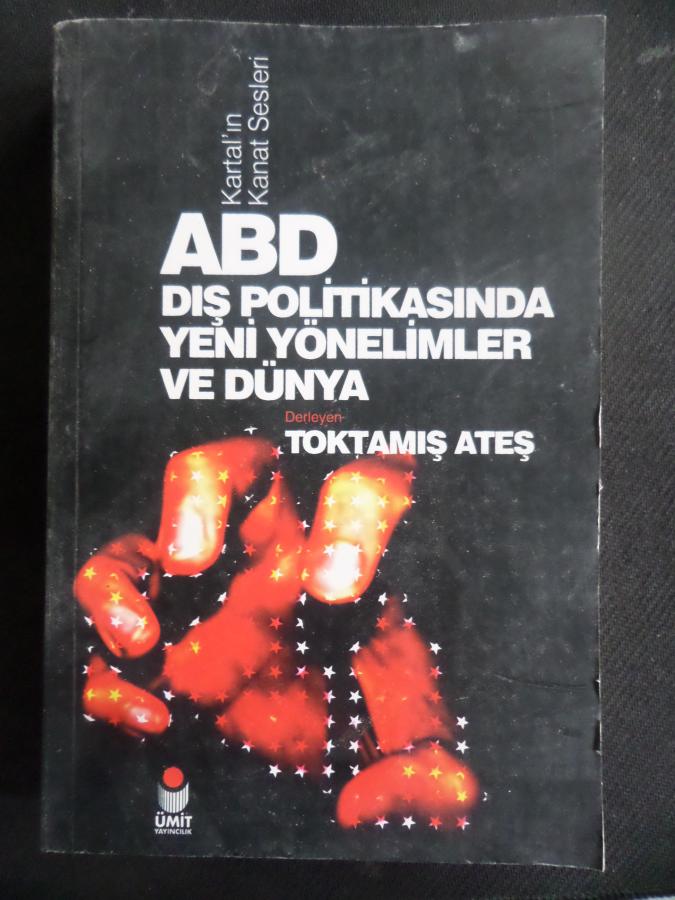 Kartal'ın
Kanat Sesleri
ABD
DIŞ POLİTİKASINDA
YENİ YÖNELİMLER
VE DÜNYA
Derleyen
TOKTAMIŞ ATEŞ
ÜMİT
YAYINCILIK